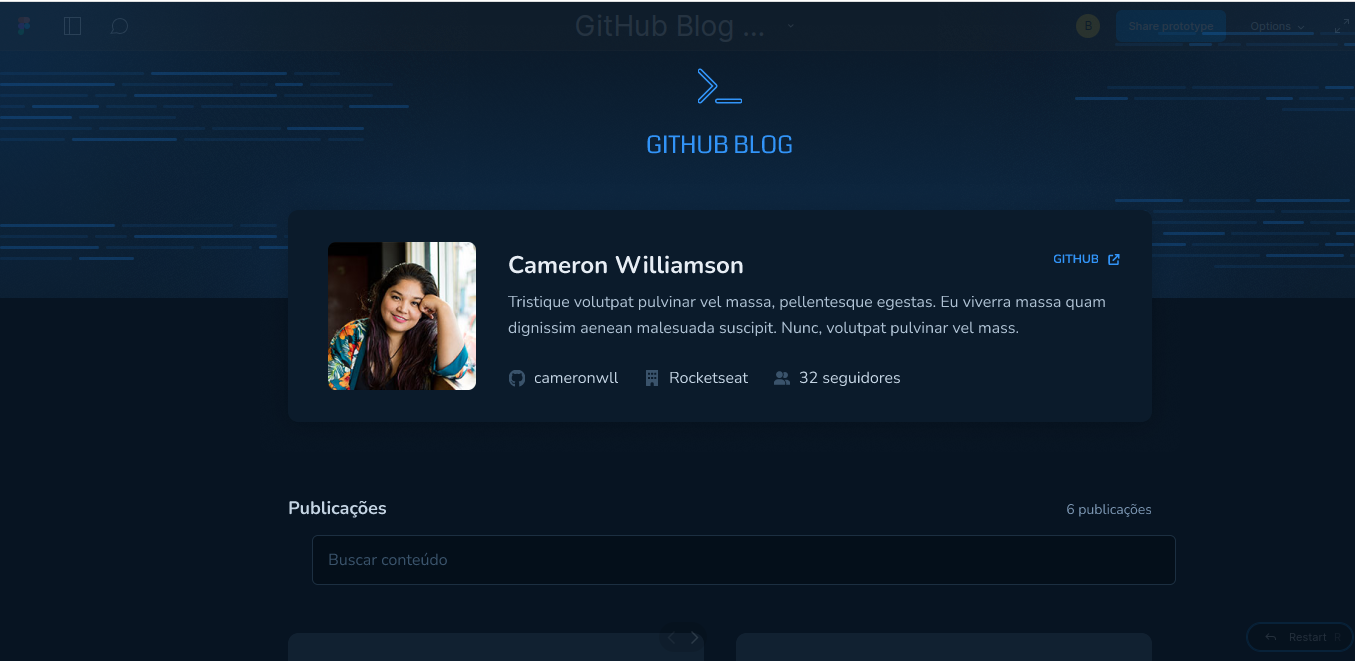 GitHub Blog ...
B
Share prototype
Options
GITHUB BLOG
Cameron Williamson
GITHUB
Tristique volutpat pulvinar vel massa, pellentesque egestas. Eu viverra massa quam
dignissim aenean malesuada suscipit. Nunc, volutpat pulvinar vel mass.
cameronwll
Rocketseat
32 seguidores
Publicações
6 publicações
Buscar conteúdo
Restart R